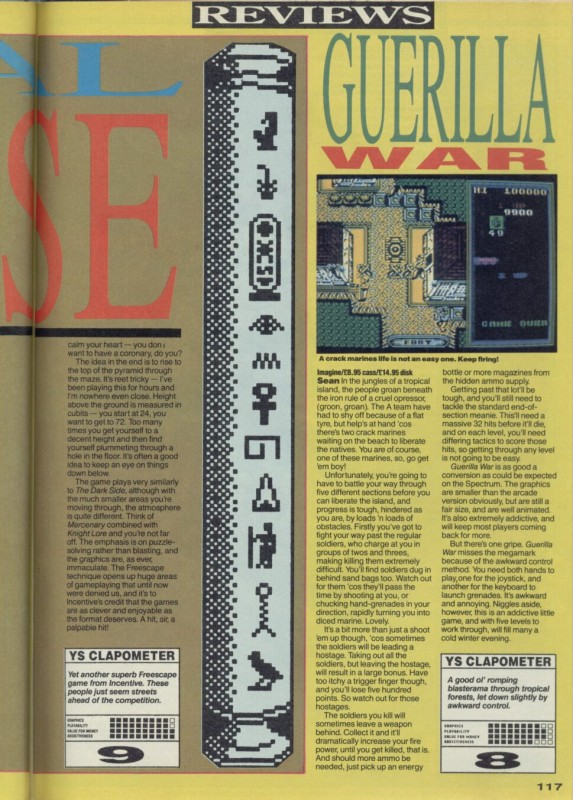 REVIEWS
AL
SE
calm your heart — you don
want to have a coronary, do you?
The idea in the end is to rise to
the top of the pyramid through
the maze. It's reet tricky — I've
been playing this for hours and
I'm nowhere even close. Height
above the ground is measured in
cubits — you start at 24, you
want to get to 72. Too many
times you get yourself to a
decent height and then find
yourself plummeting through a
hole in the floor. It's often a good
idea to keep an eye on things
down below.
The game plays very similarly
to The Dark Side, although with
the much smaller areas you're
moving through, the atmosphere
is quite different. Think of
Mercenary combined with
Knight Lore and you're not far
off. The emphasis is on puzzle-
solving rather than blasting, and
the graphics are, as ever,
immaculate. The Freescape
technique opens up huge areas
of gameplaying that until now
were denied us, and it's to
Incentive's credit that the games
are as clever and enjoyable as
the format deserves. A hit, sir, a
palpable hit!
YS CLAPOMETER
Yet another superb Freescape
game from Incentive. These
people just seem streets
ahead of the competition.
GRAPHICS
PLAYABILITY
VALUE FOR MONEY
ADDICTIVENESS
9
GUERILLA
WAR
HI 100000
9900
49
GAME OVER
A crack marines life is not an easy one. Keep firing!
Imagine/£8.95 cass/£14.95 disk
Sean In the jungles of a tropical
island, the people groan beneath
the iron rule of a cruel opressor,
(groon, groan). The A team have
had to shy off because of a flat
tyre, but help's at hand 'cos
there's two crack marines
waiting on the beach to liberate
the natives. You are of course,
one of these marines, so, go get
'em boy!
Unfortunately, you're going to
have to battle your way through
five different sections before you
can liberate the island, and
progress is tough, hindered as
you are, by loads 'n loads of
obstacles. Firstly you've got to
fight your way past the regular
soldiers, who charge at you in
groups of twos and threes,
making killing them extremely
difficult. You'll find soldiers dug in
behind sand bags too. Watch out
for them 'cos they'll pass the
time by shooting at you, or
chucking hand-grenades in your
direction, rapidly turning you into
diced marine. Lovely.
It's a bit more than just a shoot
'em up though, 'cos sometimes
the soldiers will be leading a
hostage. Taking out all the
soldiers, but leaving the hostage,
will result in a large bonus. Have
too itchy a trigger finger though,
and you'll lose five hundred
points. So watch out for those
hostages.
The soldiers you kill will
sometimes leave a weapon
behind. Collect it and it'll
dramatically increase your fire
power, until you get killed, that is.
And should more ammo be
needed, just pick up an energy
bottle or more magazines from
the hidden ammo supply.
Getting past that lot'll be
tough, and you'll still need to
tackle the standard end-of-
section meanie. This'll need a
massive 32 hits before it'll die,
and on each level, you'll need
differing tactics to score those
hits, so getting through any level
is not going to be easy.
Guerilla War is as good a
conversion as could be expected
on the Spectrum. The graphics
are smaller than the arcade
version obviously, but are still a
fair size, and are well animated.
It's also extremely addictive, and
will keep most players coming
back for more.
But there's one gripe. Guerilla
War misses the megamark
because of the awkward control
method. You need both hands to
play,one for the joystick, and
another for the keyboard to
launch grenades. It's awkward
and annoying. Niggles aside,
however, this is an addictive little
game, and with five levels to
work through, will fill many a
cold winter evening.
YS CLAPOMETER
A good ol' romping
blasterama through tropical
forests, let down slightly by
awkward control.
GRAPHICS
PLAYABILITY
VALUE FOR MONEY
ADDICTIVENESS
8
117